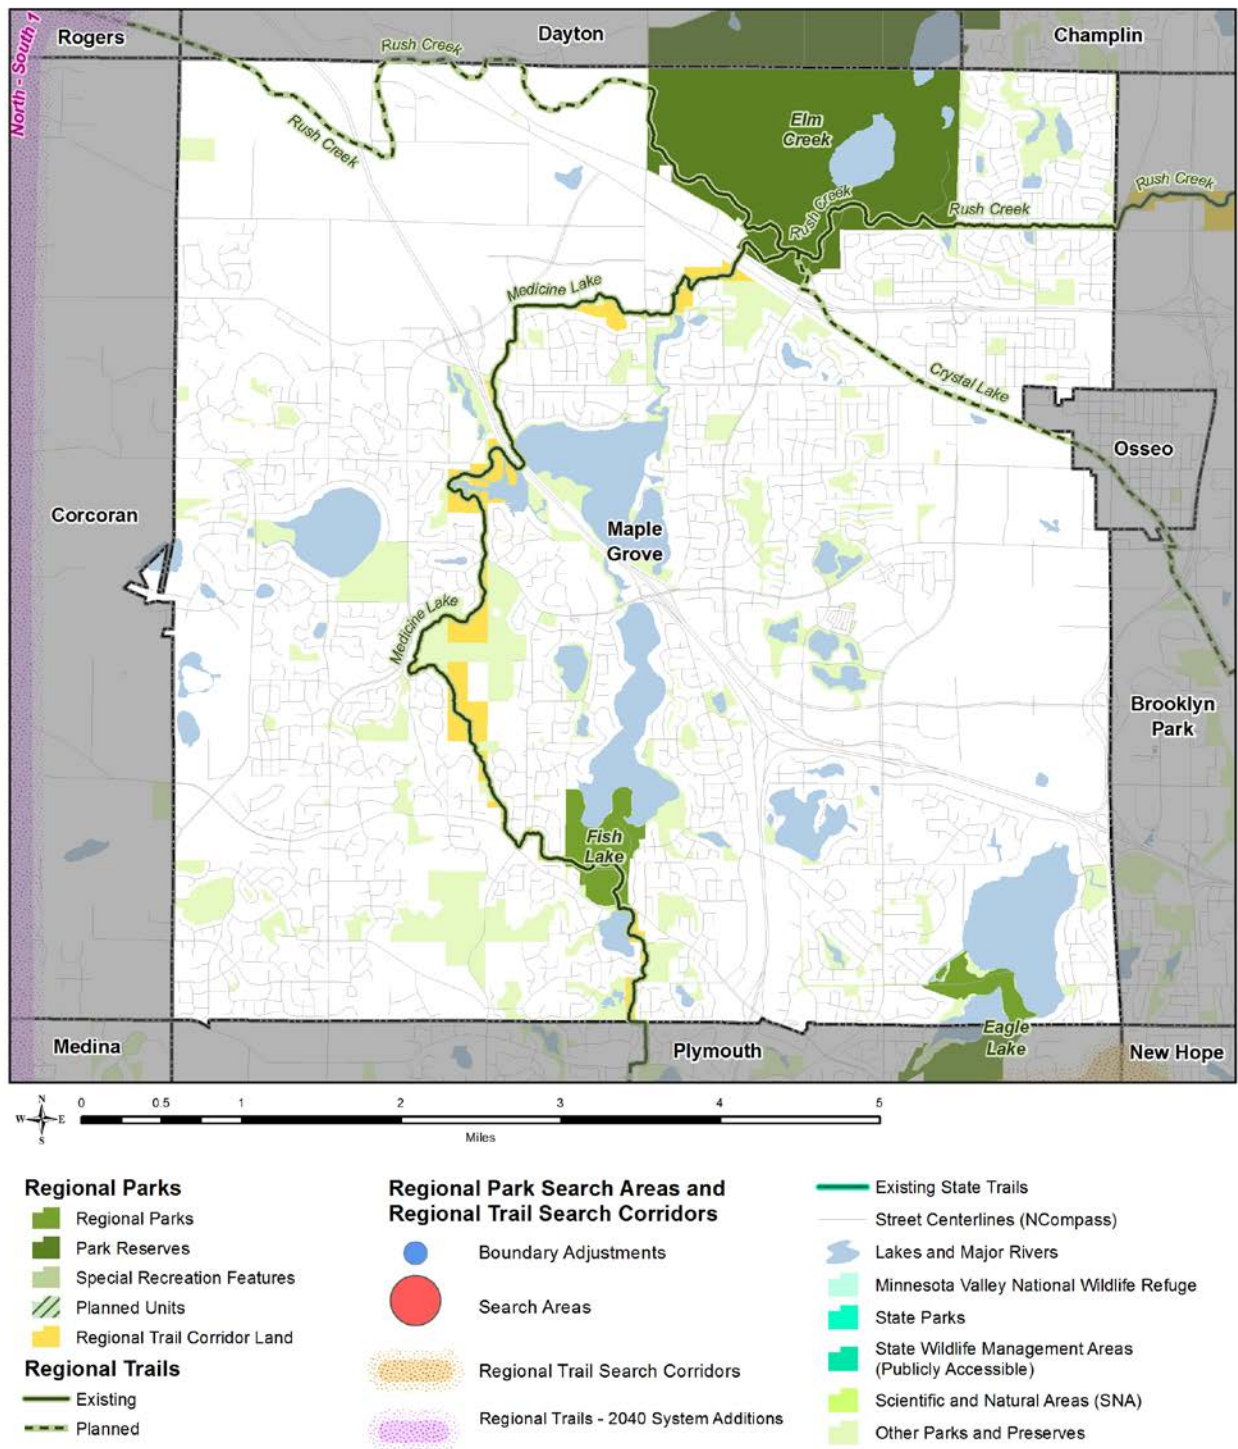 Rogers
Dayton
Champlin
Rush Creek
North - South 1
Rush Creek
Elm
Creek
Rush Creek
Rush Creek
Rush Creek
Medicine Lake
Crystal Lake
Osseo
Corcoran
Maple
Grove
Medicine Lake
Brooklyn
Park
Fish
Lake
Eagle
Lake
Medina
Plymouth
New Hope
N
W E
S
0 0.5 1 2 3 4 5
Miles
Regional Parks
Regional Parks
Park Reserves
Special Recreation Features
Planned Units
Regional Trail Corridor Land
Regional Trails
Existing
Planned
Regional Park Search Areas and
Regional Trail Search Corridors
Boundary Adjustments
Search Areas
Regional Trail Search Corridors
Regional Trails - 2040 System Additions
Existing State Trails
Street Centerlines (NCompass)
Lakes and Major Rivers
Minnesota Valley National Wildlife Refuge
State Parks
State Wildlife Management Areas
(Publicly Accessible)
Scientific and Natural Areas (SNA)
Other Parks and Preserves